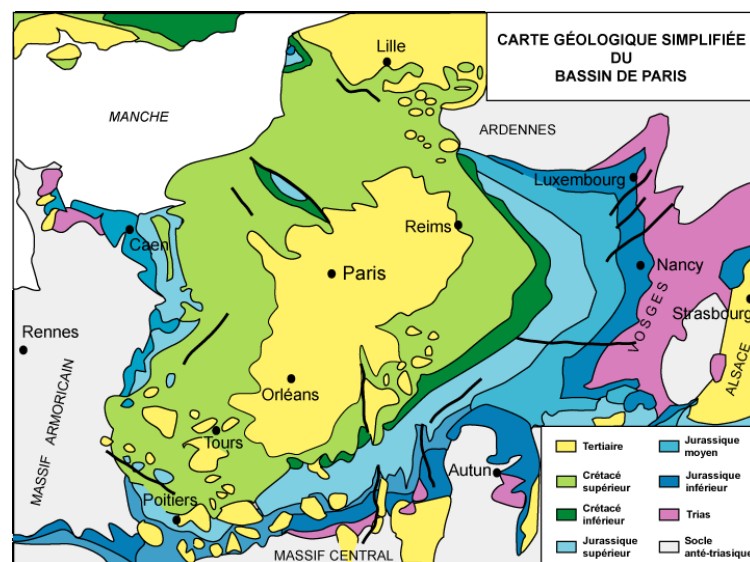 CARTE GÉOLOGIQUE SIMPLIFIÉE
DU
BASSIN DE PARIS
Lille
MANCHE
ARDENNES
Luxembourg
Caen
Reims
Paris
Nancy
Strasbourg
VOSGES
ALSACE
Rennes
MASSIF ARMORICAIN
Orléans
Tours
Autun
Poitiers
MASSIF CENTRAL
Tertiaire
Crétacé
supérieur
Crétacé
inférieur
Jurassique
supérieur
Jurassique
moyen
Jurassique
inférieur
Trias
Socle
anté-triasique